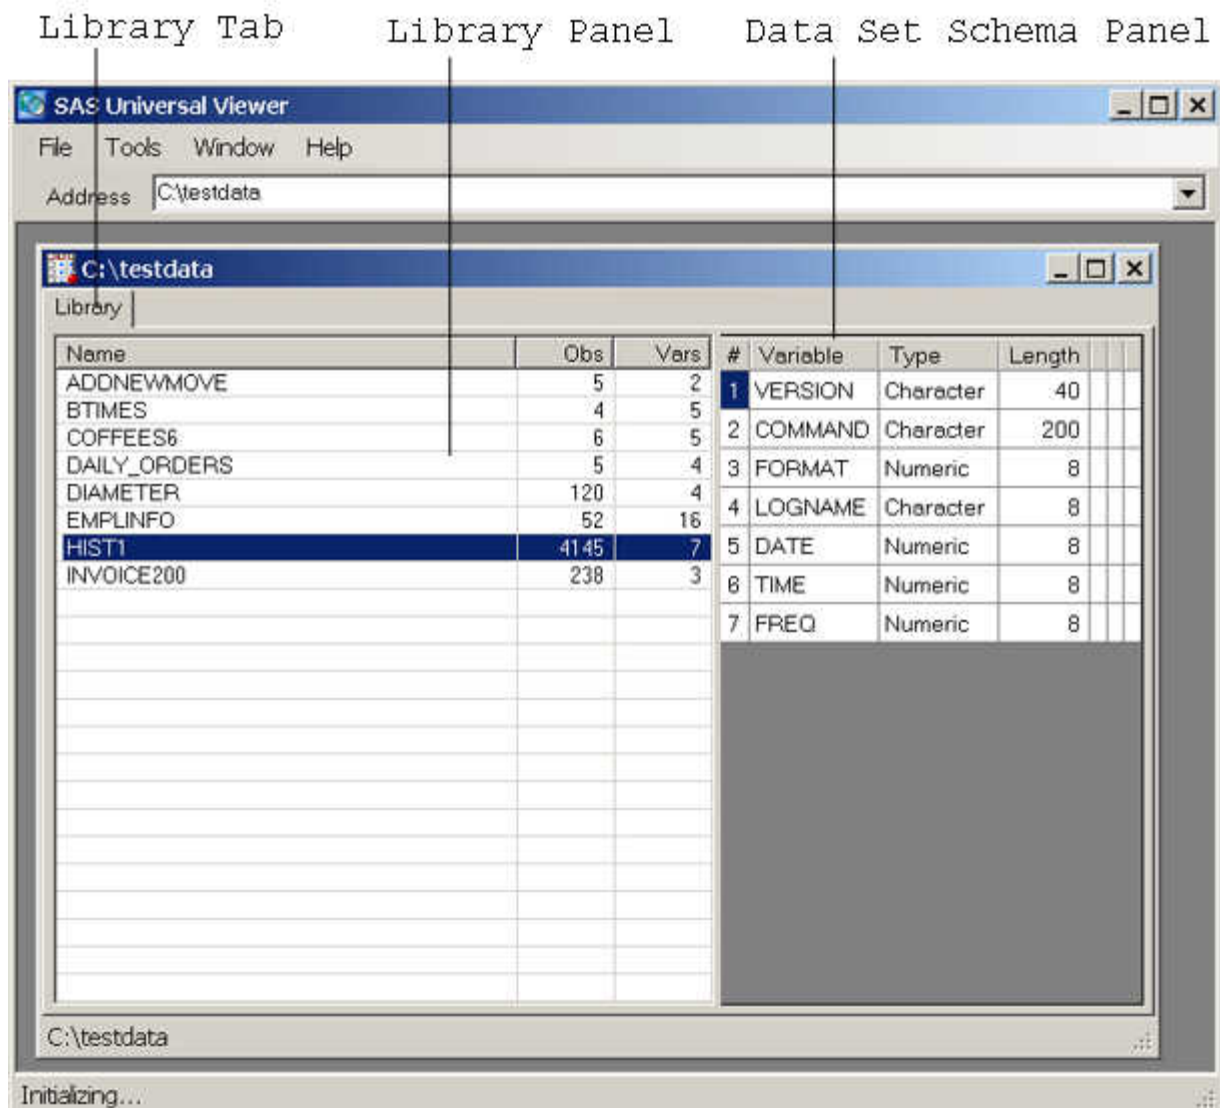 Library Tab Library Panel Data Set Schema Panel
SAS Universal Viewer
File Tools Window Help
Address C:\testdata
C:\testdata
Library
Name Obs Vars # Variable Type Length
ADDNEWMOVE 5 2
BTIMES 4 5
COFFEES6 6 5
DAILY_ORDERS 5 4
DIAMETER 120 4
EMPLINFO 52 16
HIST1 4145 7
INVOICE200 238 3
1 VERSION Character 40
2 COMMAND Character 200
3 FORMAT Numeric 8
4 LOGNAME Character 8
5 DATE Numeric 8
6 TIME Numeric 8
7 FREQ Numeric 8
C:\testdata
Initializing...